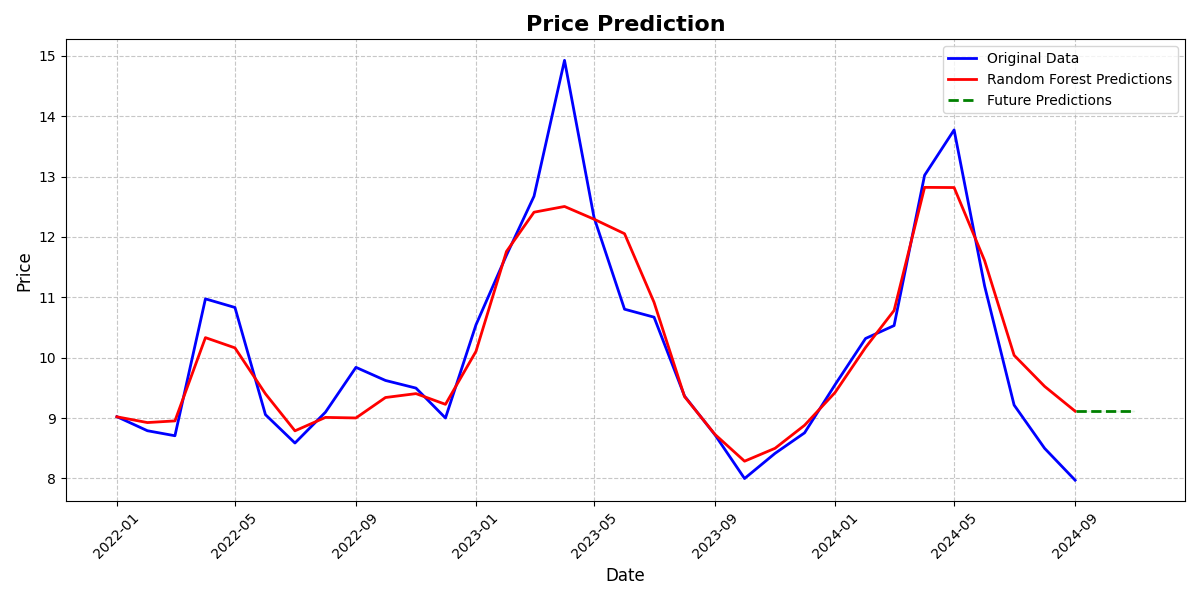 Price Prediction
Original Data
Random Forest Predictions
Future Predictions
Price
15
14
13
12
11
10
9
8
2022-01
2022-05
2022-09
2023-01
2023-05
2023-09
2024-01
2024-05
2024-09
Date